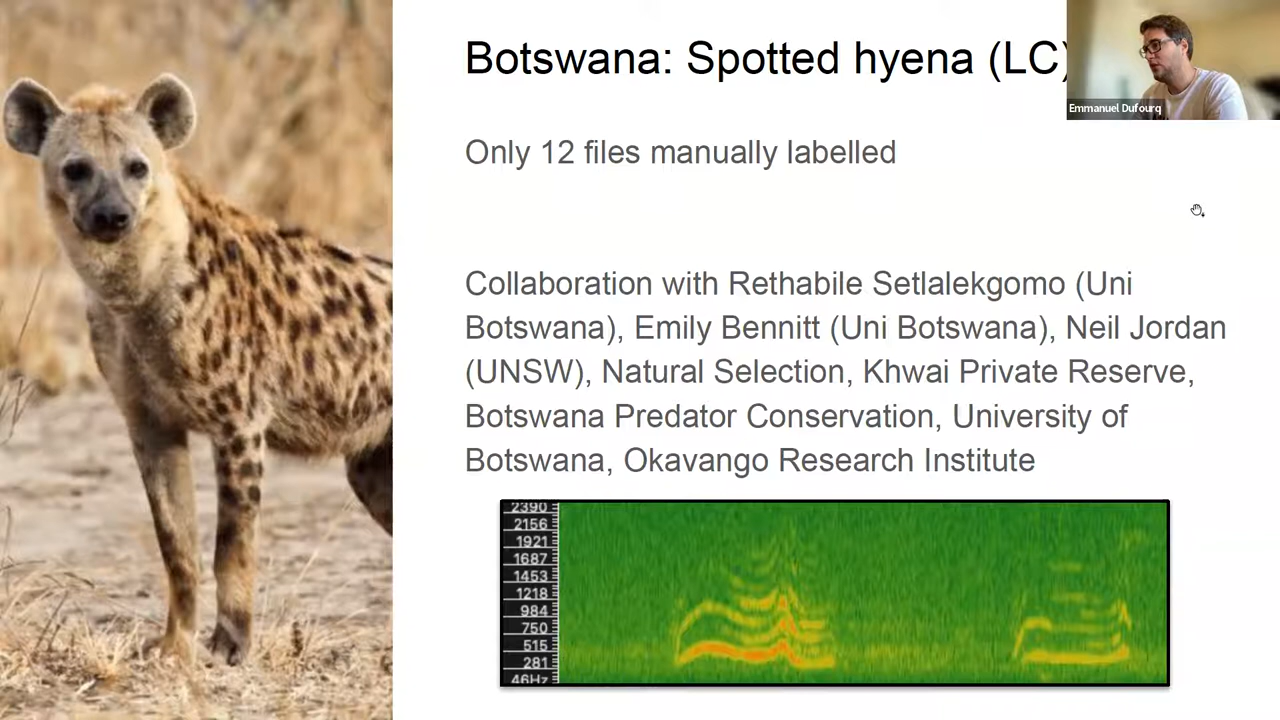 Botswana: Spotted hyena (LC)
Emmanuel Dufourq
Only 12 files manually labelled
Collaboration with Rethabile Setlalekgomo (Uni
Botswana), Emily Bennitt (Uni Botswana), Neil Jordan
(UNSW), Natural Selection, Khwai Private Reserve,
Botswana Predator Conservation, University of
Botswana, Okavango Research Institute
2390
2156
1921
1687
1453
1218
984
750
515
281
46Hz